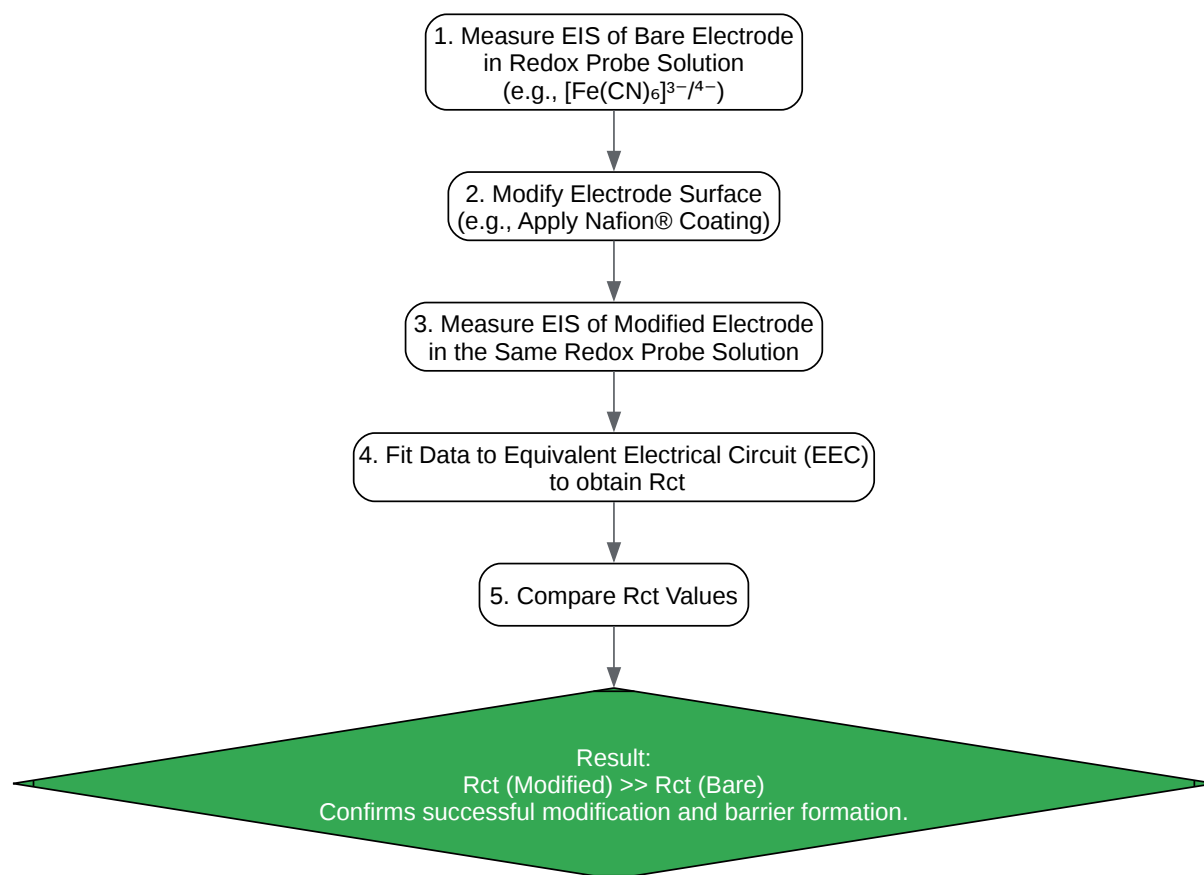 1. Measure EIS of Bare Electrode
in Redox Probe Solution
(e.g., [Fe(CN)₆]³⁻/⁴⁻)
2. Modify Electrode Surface
(e.g., Apply Nafion® Coating)
3. Measure EIS of Modified Electrode
in the Same Redox Probe Solution
4. Fit Data to Equivalent Electrical Circuit (EEC)
to obtain Rct
5. Compare Rct Values
Result:
Rct (Modified) >> Rct (Bare)
Confirms successful modification and barrier formation.